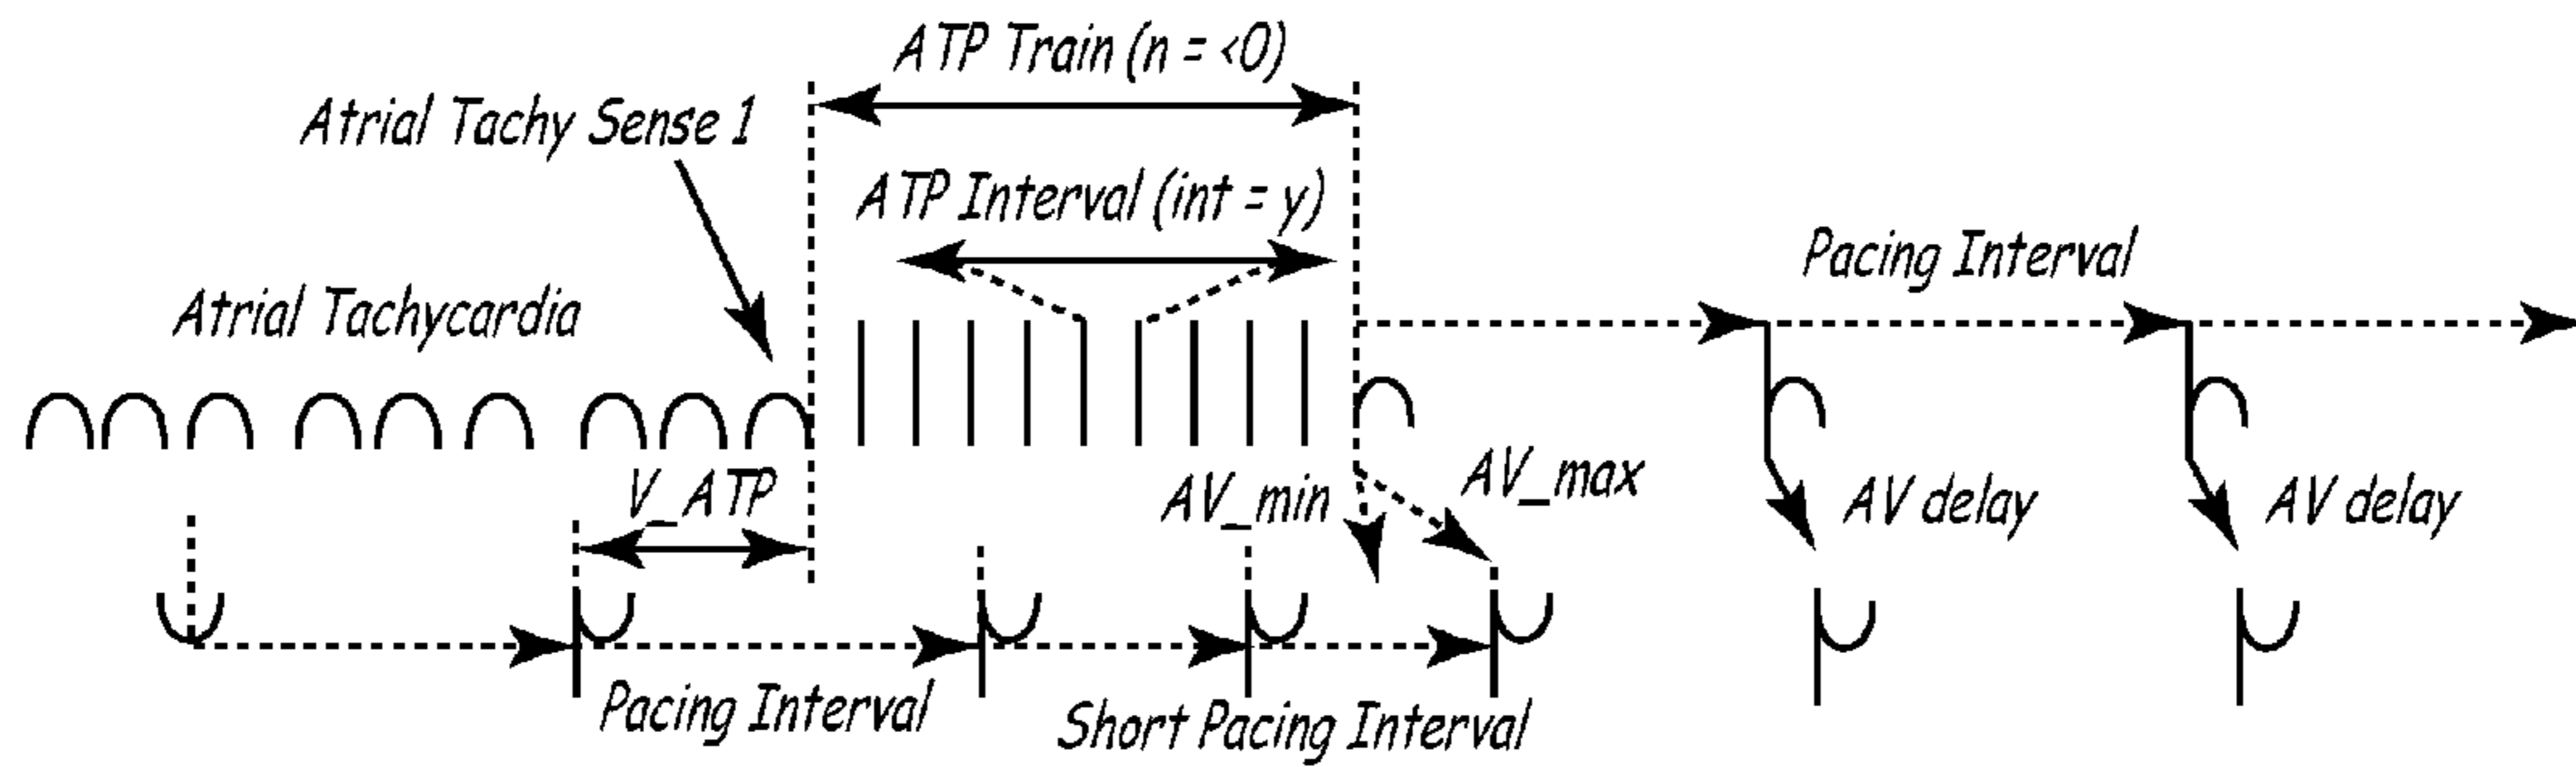 ATP Train (n = <0)
Atrial Tachy Sense 1
ATP Interval (int = y)
Pacing Interval
Atrial Tachycardia
V_ATP
AV_min
AV_max
AV delay
AV delay
Pacing Interval
Short Pacing Interval